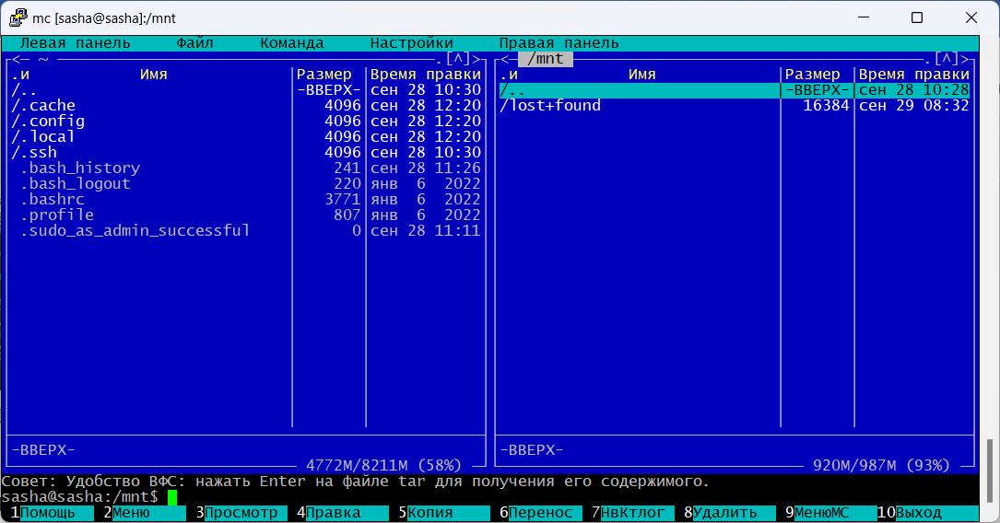 mc [sasha@sasha]:/mnt
Левая панель Файл Команда Настройки Правая панель
<─ ~ .[^]> <─ /mnt .[^]>
.и Имя Размер Время правки .и Имя Размер Время правки
/.. -ВВЕРХ- сен 28 10:30 /.. -ВВЕРХ- сен 28 10:28
/.cache 4096 сен 28 12:20 /lost+found 16384 сен 29 08:32
/.config 4096 сен 28 12:20
/.local 4096 сен 28 12:20
/.ssh 4096 сен 28 10:30
.bash_history 241 сен 28 11:26
.bash_logout 220 янв 6 2022
.bashrc 3771 янв 6 2022
.profile 807 янв 6 2022
.sudo_as_admin_successful 0 сен 28 11:11
-ВВЕРХ- -ВВЕРХ-
4772M/8211M (58%) 920M/987M (93%)
Совет: Удобство ВФС: нажать Enter на файле tar для получения его содержимого.
sasha@sasha:/mnt$
1Помощь 2Меню 3Просмотр 4Правка 5Копия 6Перенос 7НвКтлог 8Удалить 9МенюМС 10Выход